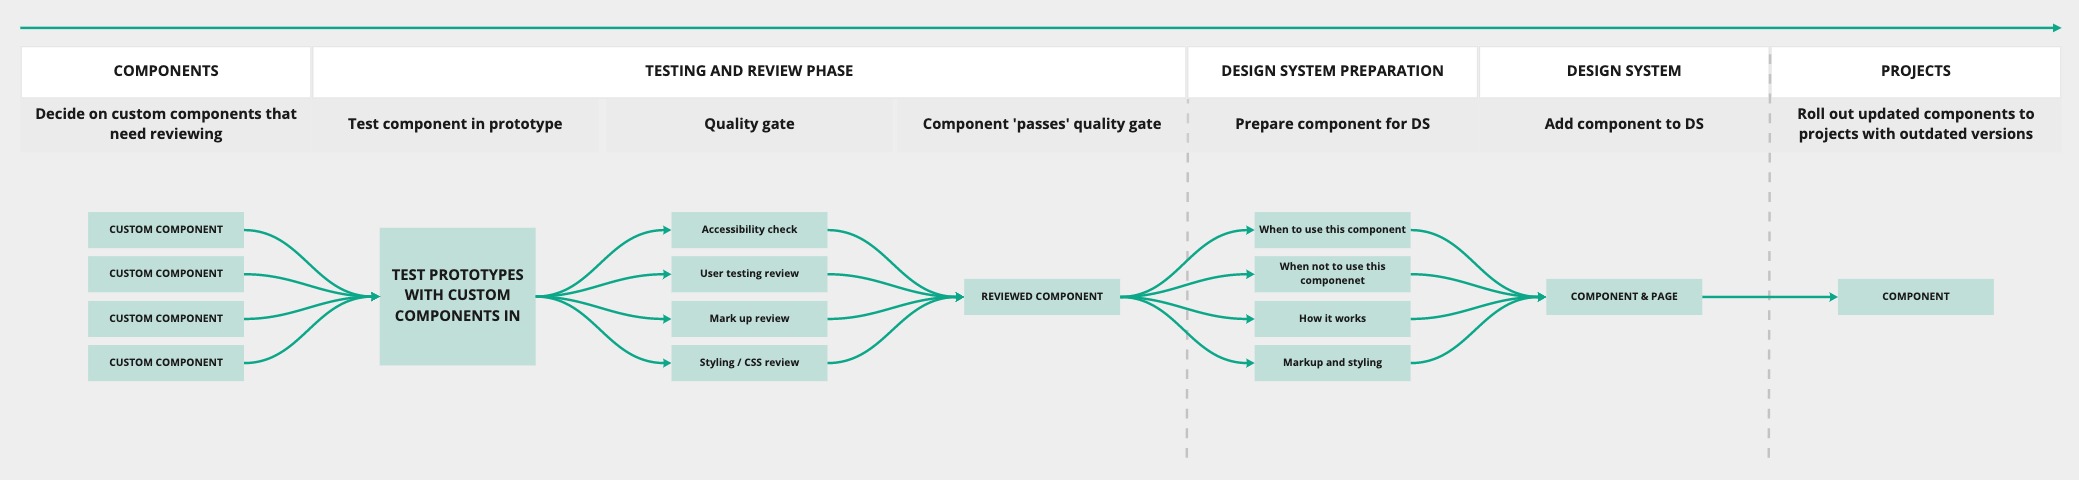 COMPONENTS
TESTING AND REVIEW PHASE
DESIGN SYSTEM PREPARATION
DESIGN SYSTEM
PROJECTS
Decide on custom components that
need reviewing
Test component in prototype
Quality gate
Component 'passes' quality gate
Prepare component for DS
Add component to DS
Roll out updated components to
projects with outdated versions
CUSTOM COMPONENT
CUSTOM COMPONENT
CUSTOM COMPONENT
CUSTOM COMPONENT
TEST PROTOTYPES
WITH CUSTOM
COMPONENTS IN
Accessibility check
User testing review
Mark up review
Styling / CSS review
REVIEWED COMPONENT
When to use this component
When not to use this
componenet
How it works
Markup and styling
COMPONENT & PAGE
COMPONENT